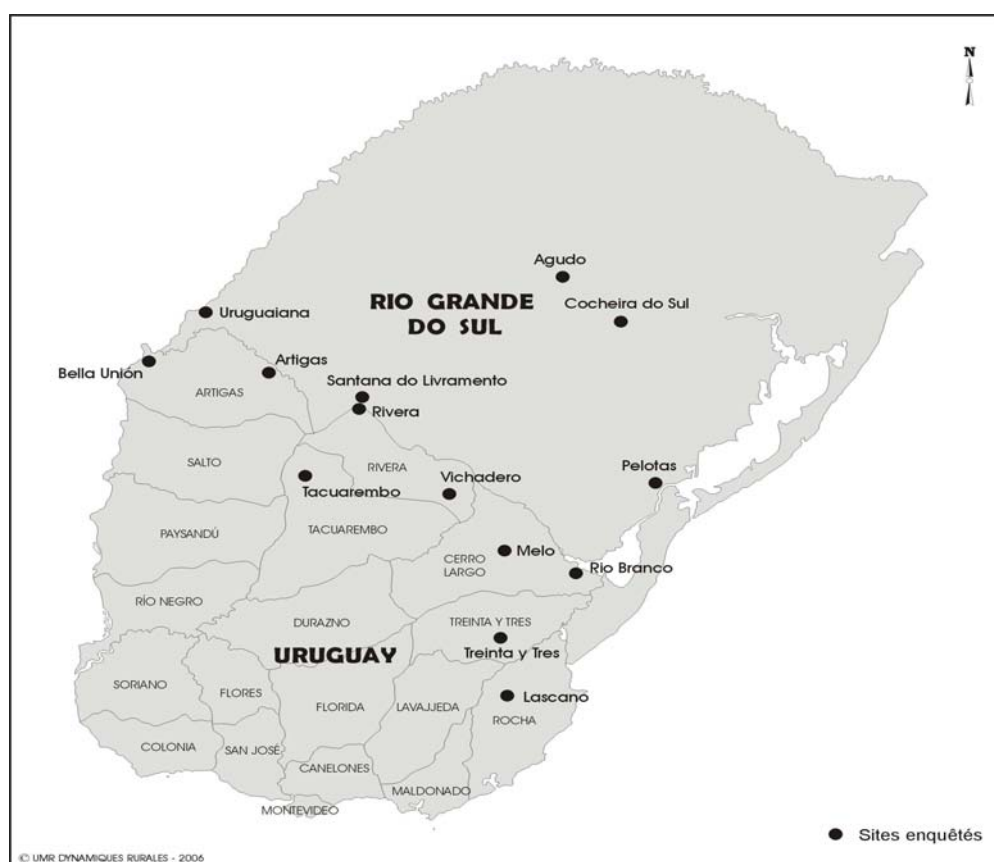 N
Agudo
RIO GRANDE
DO SUL
Cocheira do Sul
Uruguaiana
Bella Unión
Artigas
ARTIGAS
Santana do Livramento
Rivera
SALTO
RIVERA
Tacuarembo
Vichadero
Pelotas
PAYSANDÚ
TACUAREMBO
CERRO
LARGO
Melo
Rio Branco
RÍO NEGRO
DURAZNO
TREINTA Y TRES
Treinta y Tres
URUGUAY
SORIANO
FLORES
FLORIDA
LAVAJJEDA
Lascano
ROCHA
COLONIA
SAN JOSÉ
CANELONES
MALDONADO
MONTEVIDEO
Sites enquêtés
© UMR DYNAMIQUES RURALES - 2006